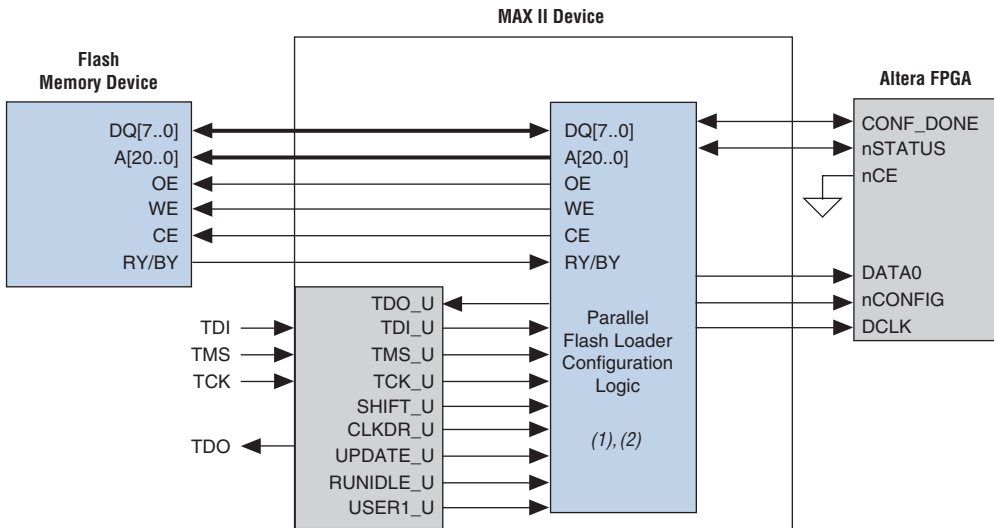 MAX II Device
Flash
Memory Device
Altera FPGA
DQ[7..0]
A[20..0]
OE
WE
CE
RY/BY
DQ[7..0]
A[20..0]
OE
WE
CE
RY/BY
Parallel
Flash Loader
Configuration
Logic
(1), (2)
CONF_DONE
nSTATUS
nCE
DATA0
nCONFIG
DCLK
TDI
TMS
TCK
TDO
TDO_U
TDI_U
TMS_U
TCK_U
SHIFT_U
CLKDR_U
UPDATE_U
RUNIDLE_U
USER1_U